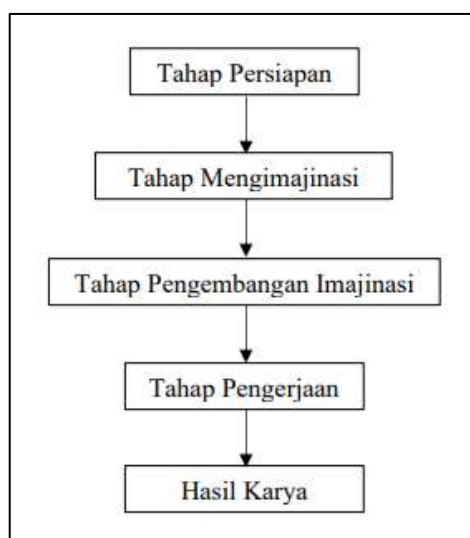 Tahap Persiapan
Tahap Mengimajinasi
Tahap Pengembangan Imajinasi
Tahap Pengerjaan
Hasil Karya